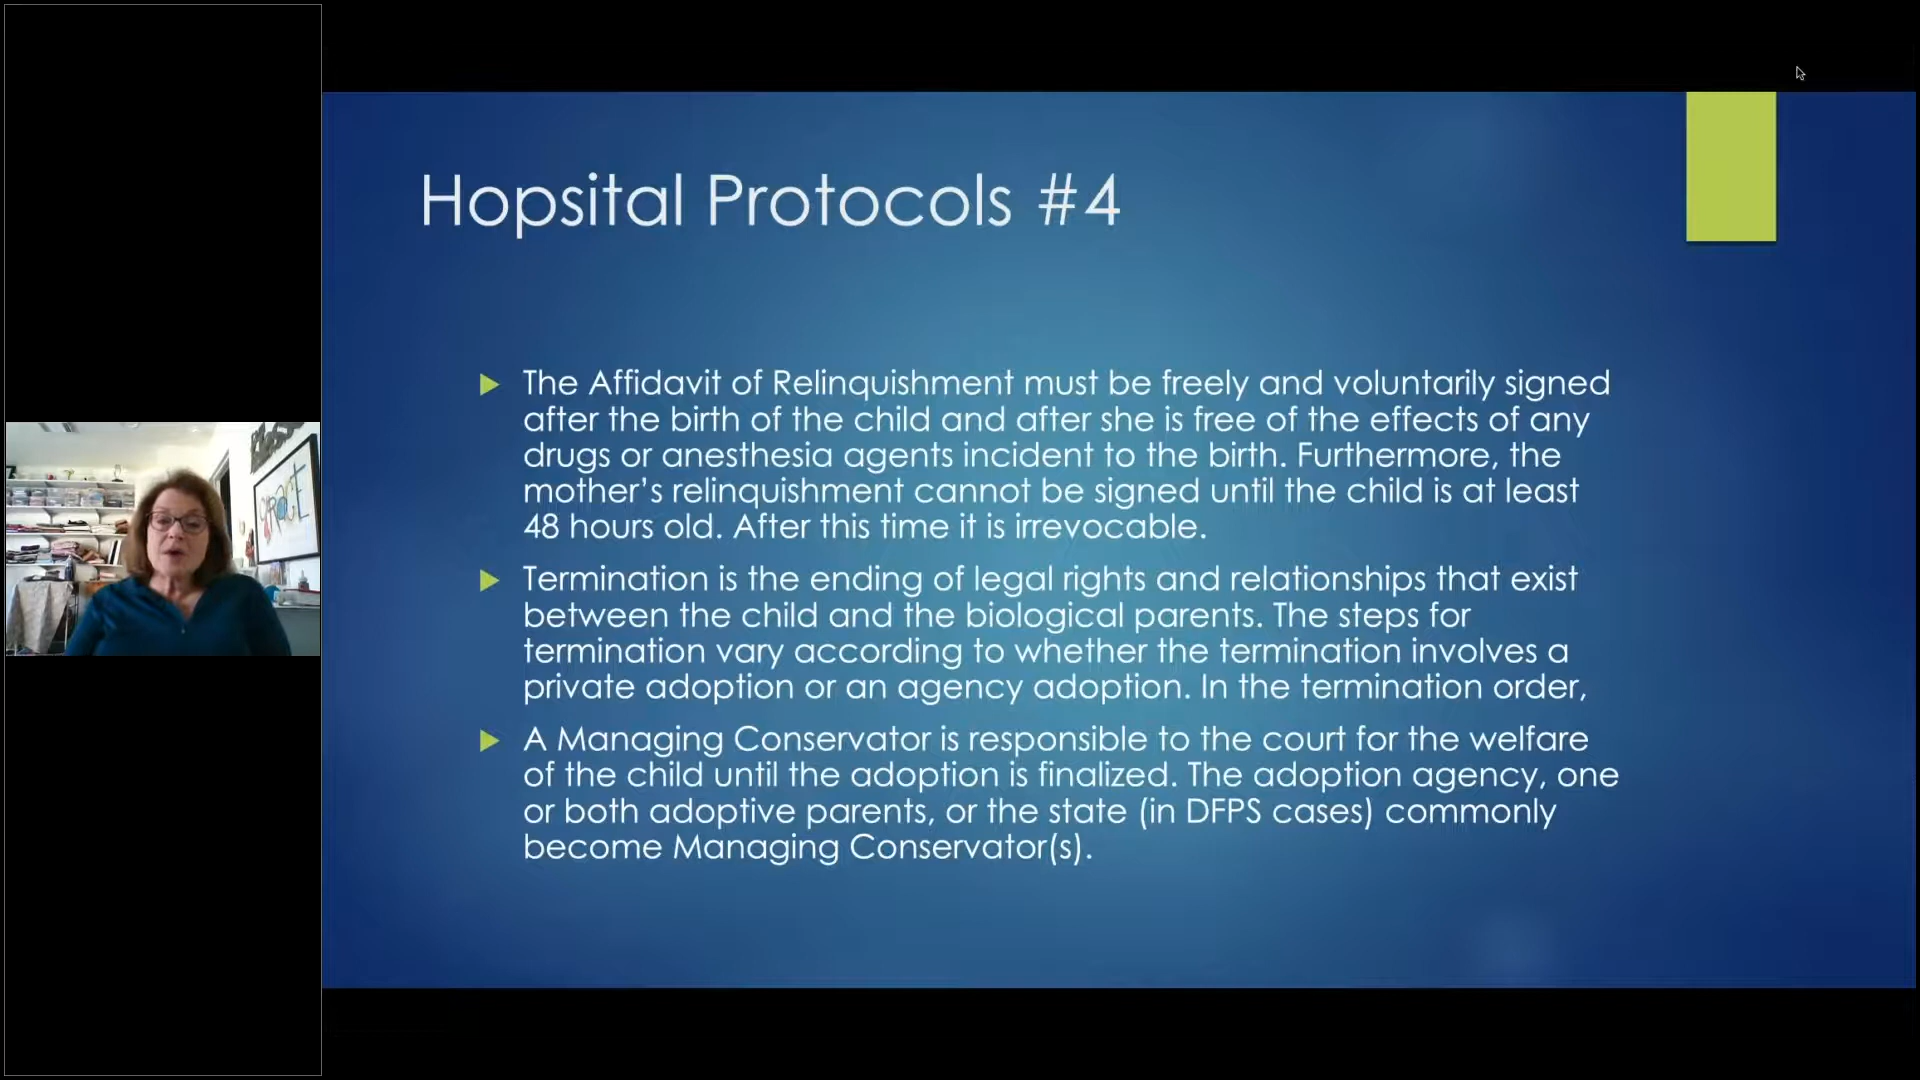 Hopsital Protocols #4
The Affidavit of Relinquishment must be freely and voluntarily signed
after the birth of the child and after she is free of the effects of any
drugs or anesthesia agents incident to the birth. Furthermore, the
mother’s relinquishment cannot be signed until the child is at least
48 hours old. After this time it is irrevocable.
Termination is the ending of legal rights and relationships that exist
between the child and the biological parents. The steps for
termination vary according to whether the termination involves a
private adoption or an agency adoption. In the termination order,
A Managing Conservator is responsible to the court for the welfare
of the child until the adoption is finalized. The adoption agency, one
or both adoptive parents, or the state (in DFPS cases) commonly
become Managing Conservator(s).
GRACE